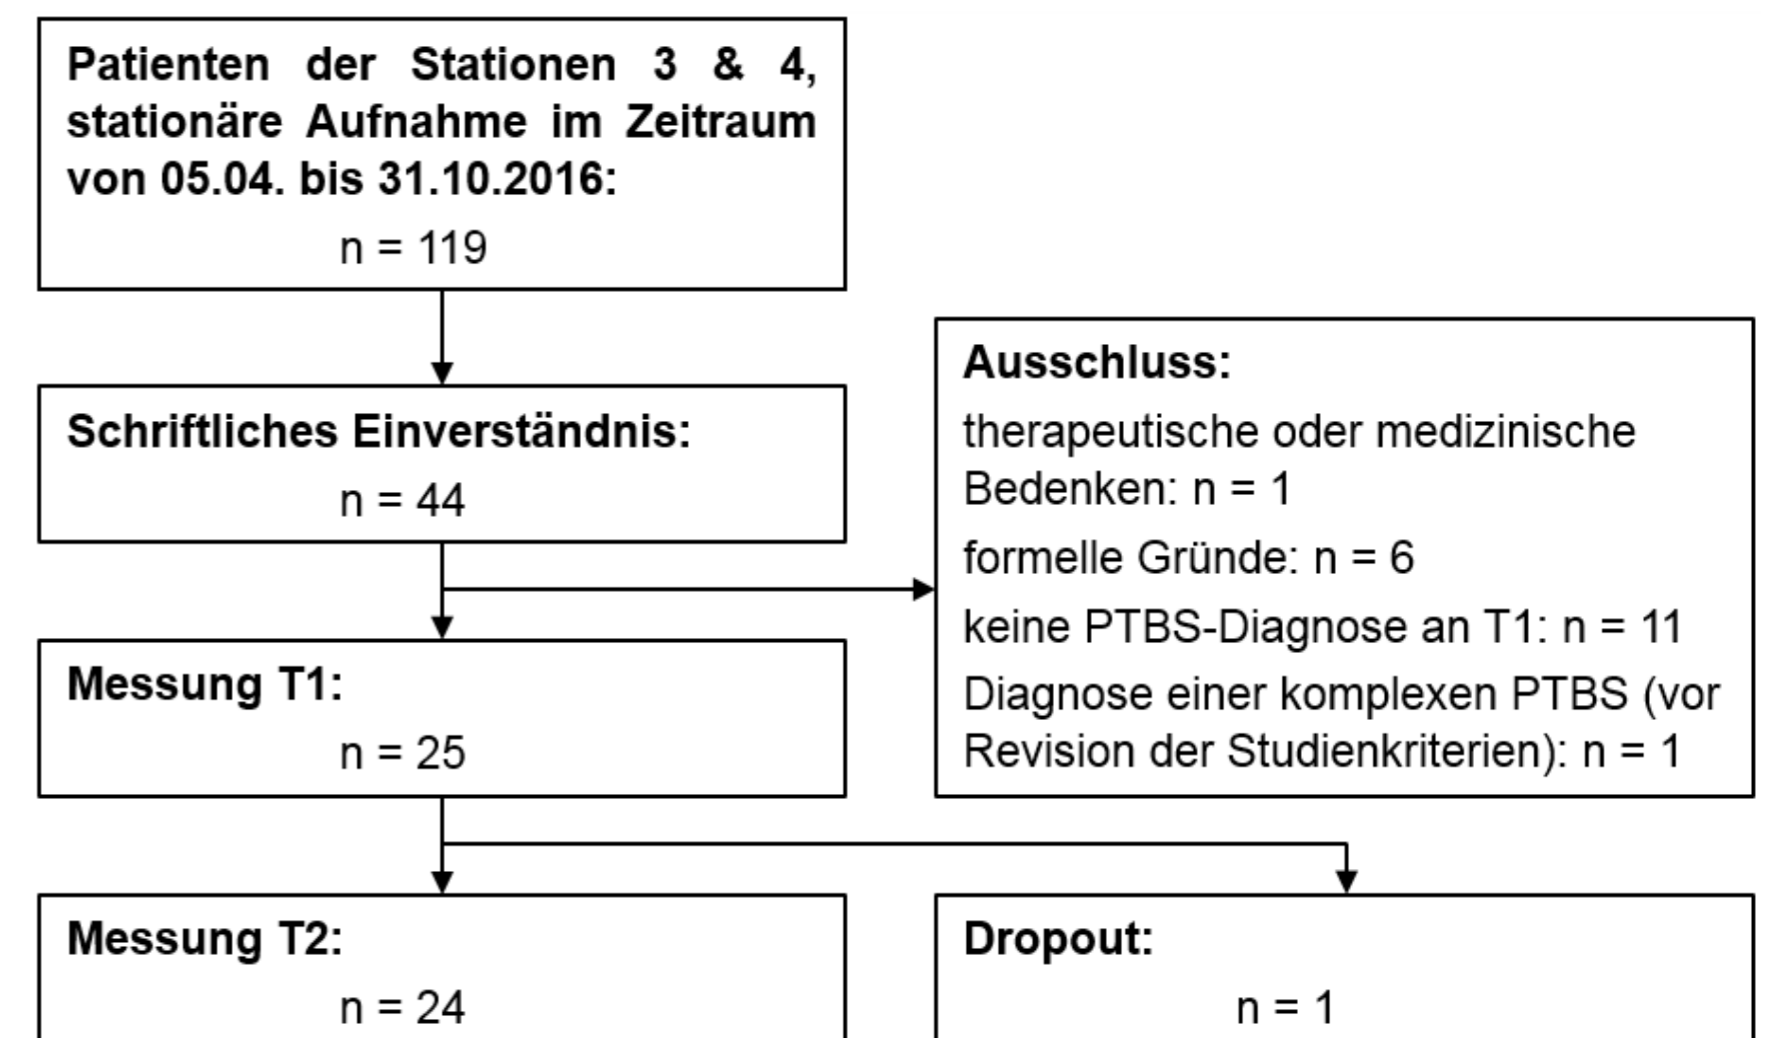 Patienten der Stationen 3 & 4,
stationäre Aufnahme im Zeitraum
von 05.04. bis 31.10.2016:
n = 119
Schriftliches Einverständnis:
n = 44
Ausschluss:
therapeutische oder medizinische
Bedenken: n = 1
formelle Gründe: n = 6
keine PTBS-Diagnose an T1: n = 11
Diagnose einer komplexen PTBS (vor
Revision der Studienkriterien): n = 1
Messung T1:
n = 25
Messung T2:
n = 24
Dropout:
n = 1